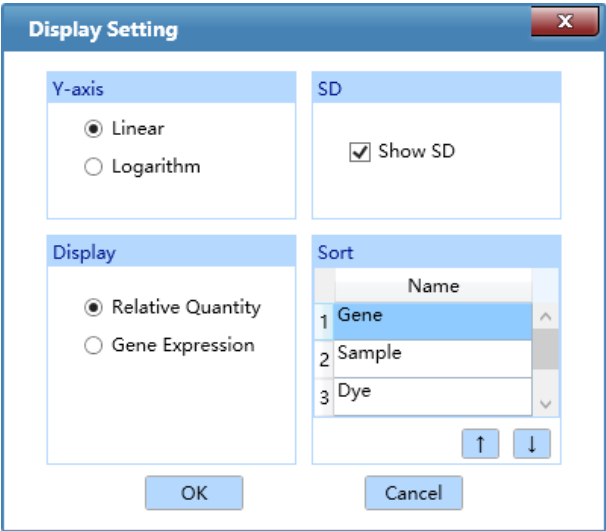 Display Setting
x
Y-axis
Linear
Logarithm
SD
Show SD
Display
Relative Quantity
Gene Expression
Sort
Name
1 Gene
2 Sample
3 Dye
↑ ↓
OK
Cancel